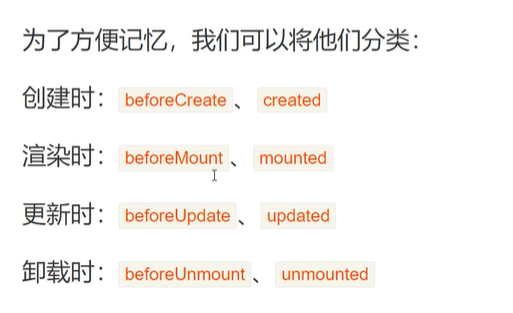 为了方便记忆，我们可以将他们分类：
创建时：beforeCreate、created
渲染时：beforeMount、mounted
更新时：beforeUpdate、updated
卸载时：beforeUnmount、unmounted